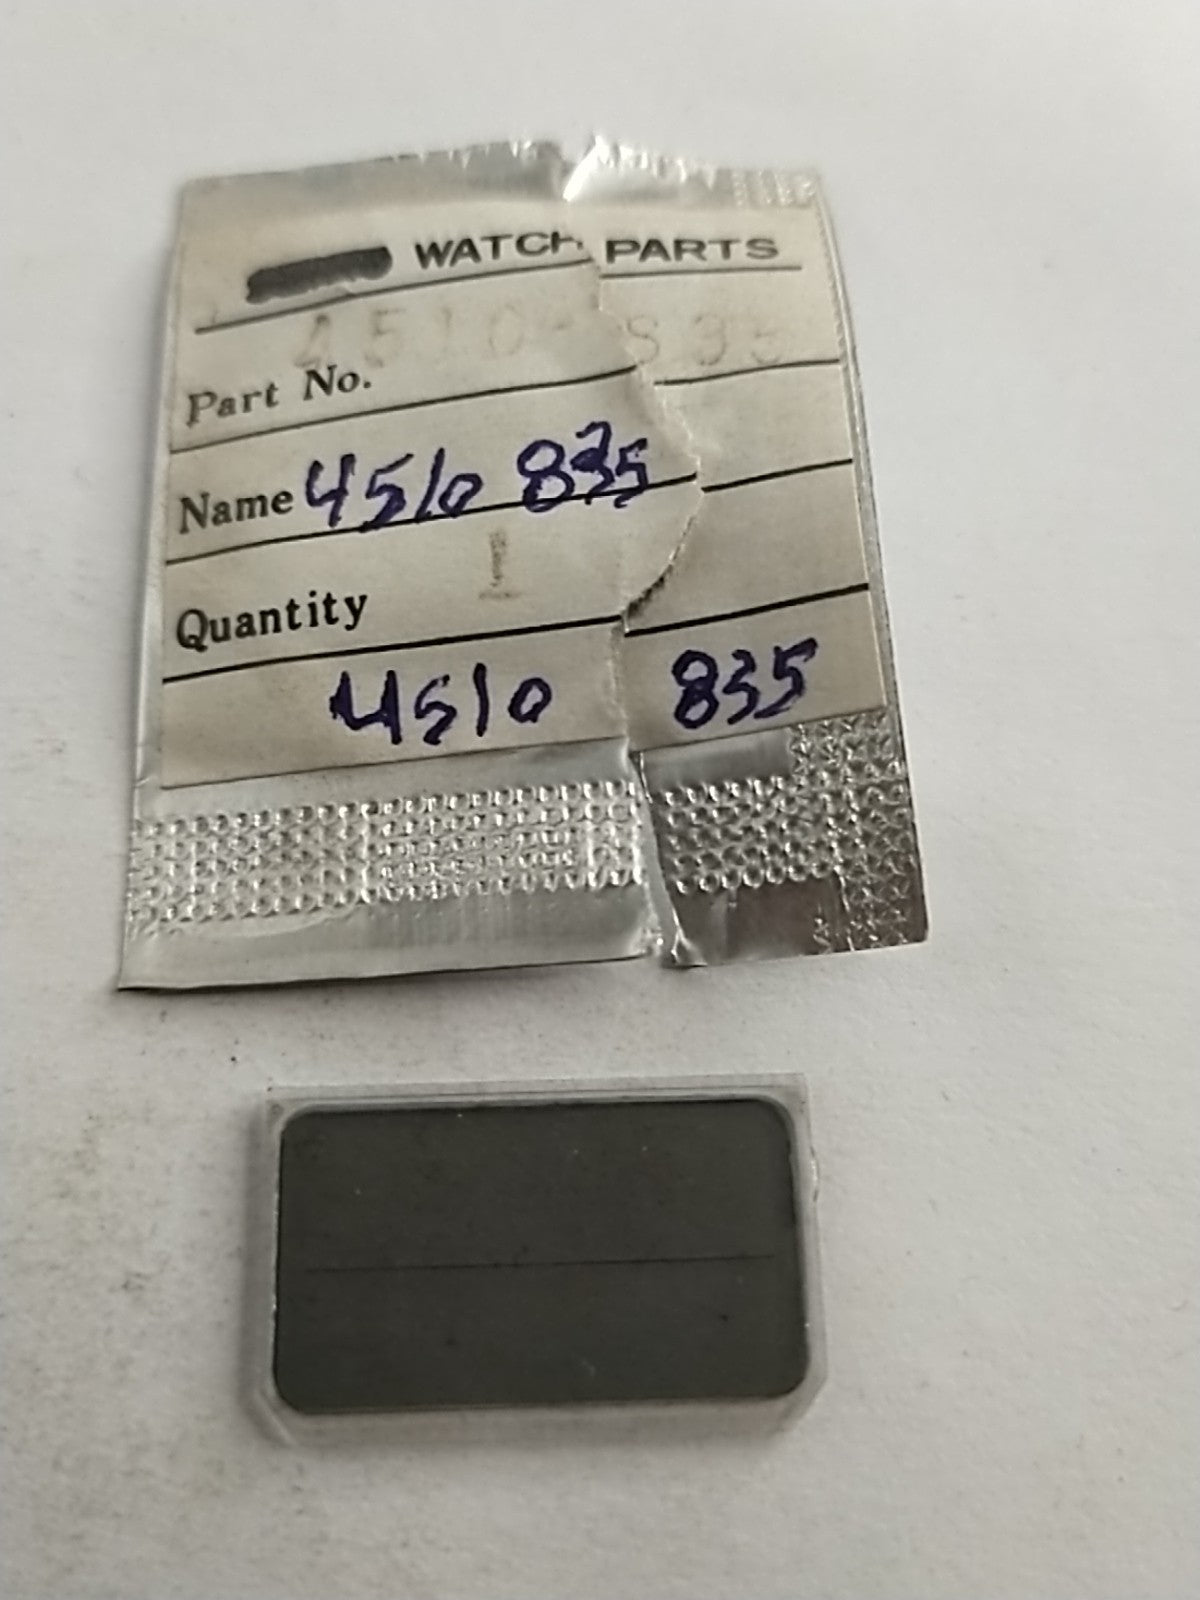 WATCH PARTS
4510-835
Part No.
Name 4510 835
1
Quantity
4510 835